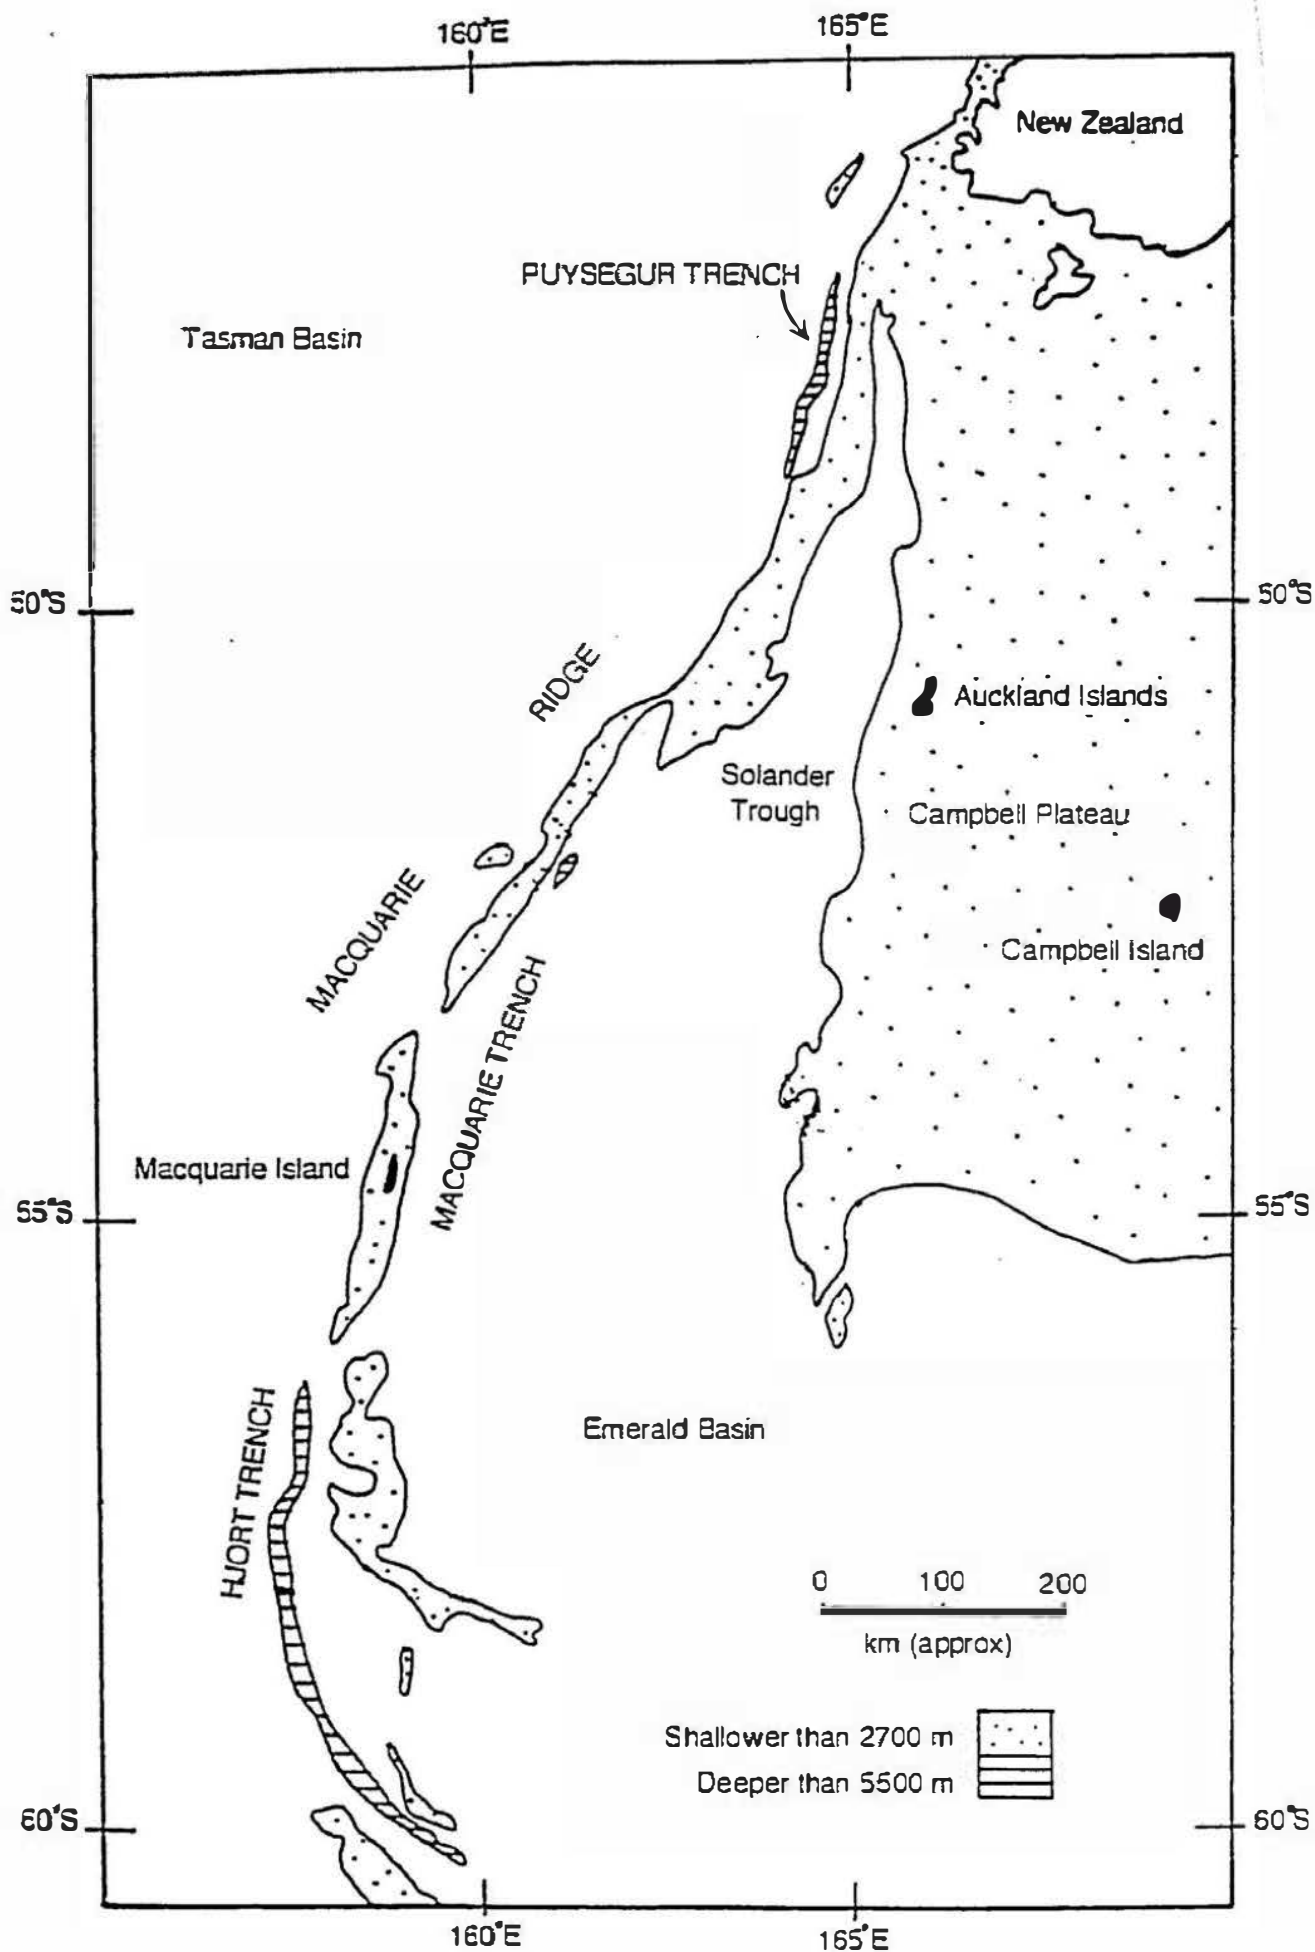 160°E
165°E
New Zealand
PUYSEGUR TRENCH
Tasman Basin
50°S
50°S
RIDGE
Auckland Islands
Solander
Trough
Campbell Plateau
MACQUARIE
Campbell Island
MACQUARIE TRENCH
Macquarie Island
55°S
55°S
HJORT TRENCH
Emerald Basin
0 100 200
km (approx)
Shallower than 2700 m
Deeper than 5500 m
60°S
60°S
160°E
165°E